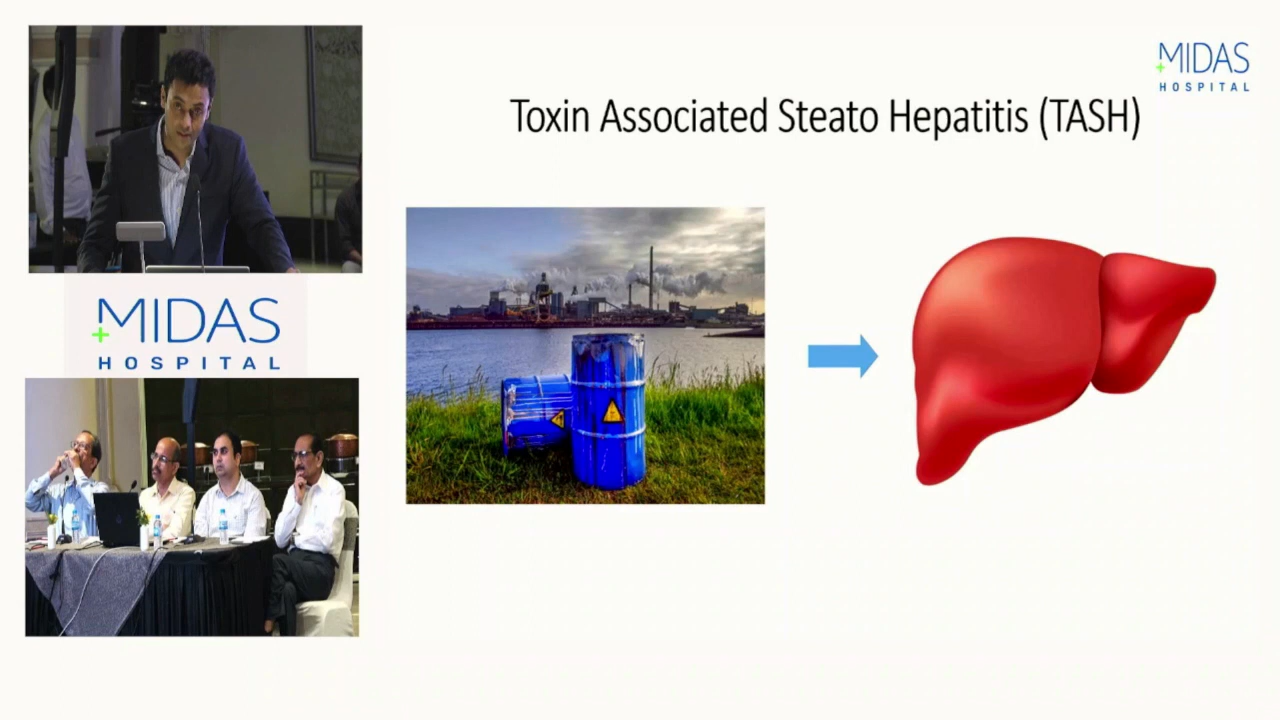 MIDAS
HOSPITAL
Toxin Associated Steato Hepatitis (TASH)
MIDAS
HOSPITAL